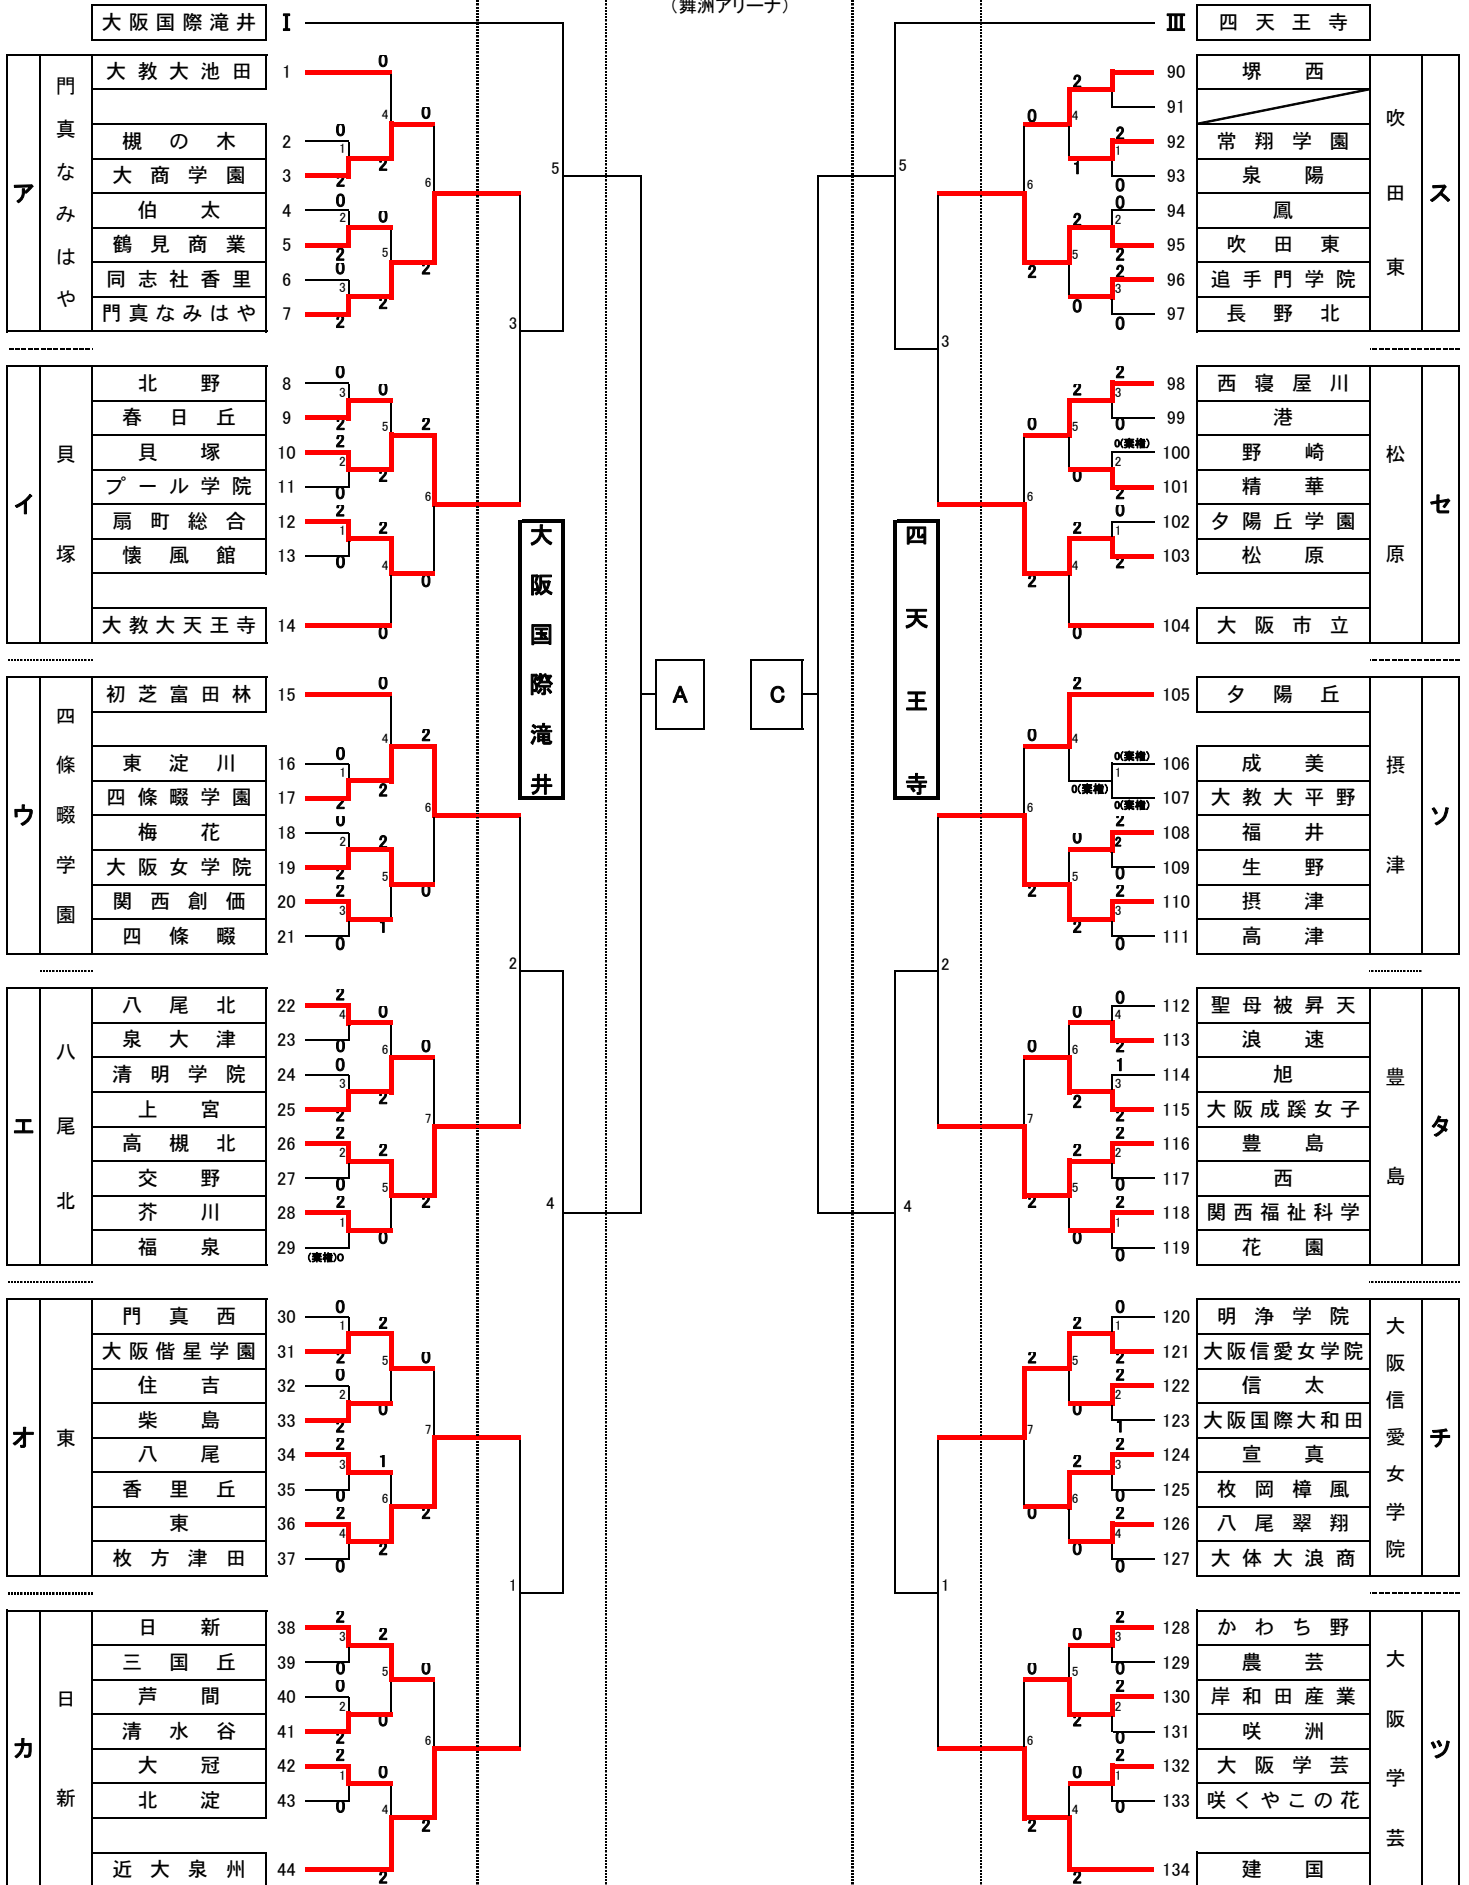 (舞洲アリーナ)
大阪国際滝井 Ⅰ
ア
門真なみはや
大教大池田 1
槻の木 2
大商学園 3
伯太 4
鶴見商業 5
同志社香里 6
門真なみはや 7
イ
貝塚
北野 8
春日丘 9
貝塚 10
プール学院 11
扇町総合 12
懐風館 13
大教大天王寺 14
ウ
四條畷学園
初芝富田林 15
東淀川 16
四條畷学園 17
梅花 18
大阪女学院 19
関西創価 20
四條畷 21
エ
八尾北
八尾北 22
泉大津 23
清明学院 24
上宮 25
高槻北 26
交野 27
芥川 28
福泉 29
(棄権)0
オ
東
門真西 30
大阪偕星学園 31
住吉 32
柴島 33
八尾 34
香里丘 35
東 36
枚方津田 37
カ
日新
日新 38
三国丘 39
芦間 40
清水谷 41
大冠 42
北淀 43
近大泉州 44
大阪国際滝井
A
C
四天王寺
Ⅲ 四天王寺
90 堺西
91
92 常翔学園
93 泉陽
94 鳳
95 吹田東
96 追手門学院
97 長野北
吹田東
ス
98 西寝屋川
99 港
0(棄権)
100 野崎
101 精華
102 夕陽丘学園
103 松原
104 大阪市立
松原
セ
105 夕陽丘
0(棄権)
106 成美
0(棄権)
107 大教大平野
0(棄権)
108 福井
109 生野
110 摂津
111 高津
摂津
ソ
112 聖母被昇天
113 浪速
114 旭
115 大阪成蹊女子
116 豊島
117 西
118 関西福祉科学
119 花園
豊島
タ
120 明浄学院
121 大阪信愛女学院
122 信太
123 大阪国際大和田
124 宣真
125 枚岡樟風
126 八尾翠翔
127 大体大浪商
大阪信愛女学院
チ
128 かわち野
129 農芸
130 岸和田産業
131 咲洲
132 大阪学芸
133 咲くやこの花
134 建国
大阪学芸
ツ